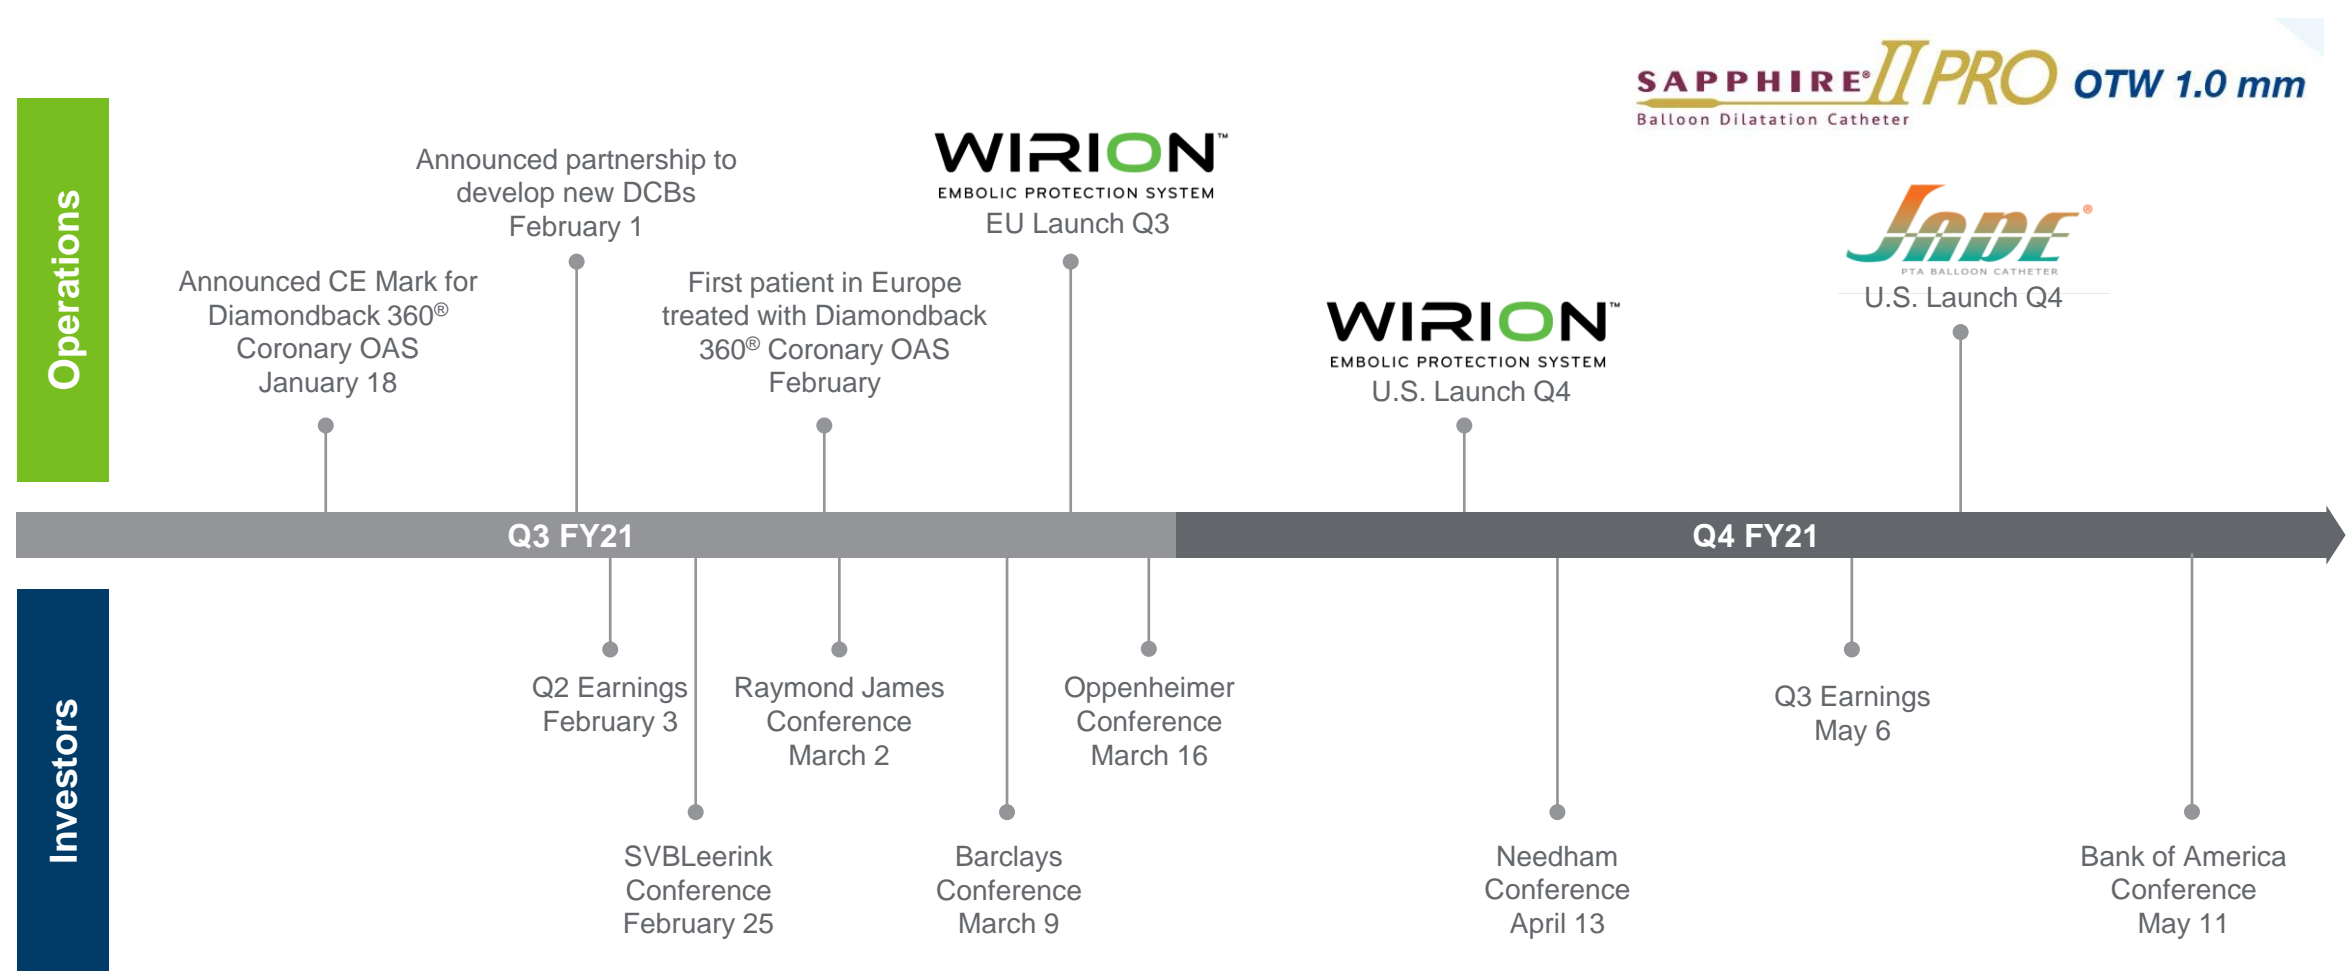 SAPPHIRE® II PRO OTW 1.0 mm
Balloon Dilatation Catheter
Operations
Announced CE Mark for
Diamondback 360®
Coronary OAS
January 18
Announced partnership to
develop new DCBs
February 1
First patient in Europe
treated with Diamondback
360® Coronary OAS
February
WIRION™
EMBOLIC PROTECTION SYSTEM
EU Launch Q3
WIRION™
EMBOLIC PROTECTION SYSTEM
U.S. Launch Q4
JADE®
PTA BALLOON CATHETER
U.S. Launch Q4
Q3 FY21
Q4 FY21
Investors
Q2 Earnings
February 3
SVBLeerink
Conference
February 25
Raymond James
Conference
March 2
Barclays
Conference
March 9
Oppenheimer
Conference
March 16
Needham
Conference
April 13
Q3 Earnings
May 6
Bank of America
Conference
May 11